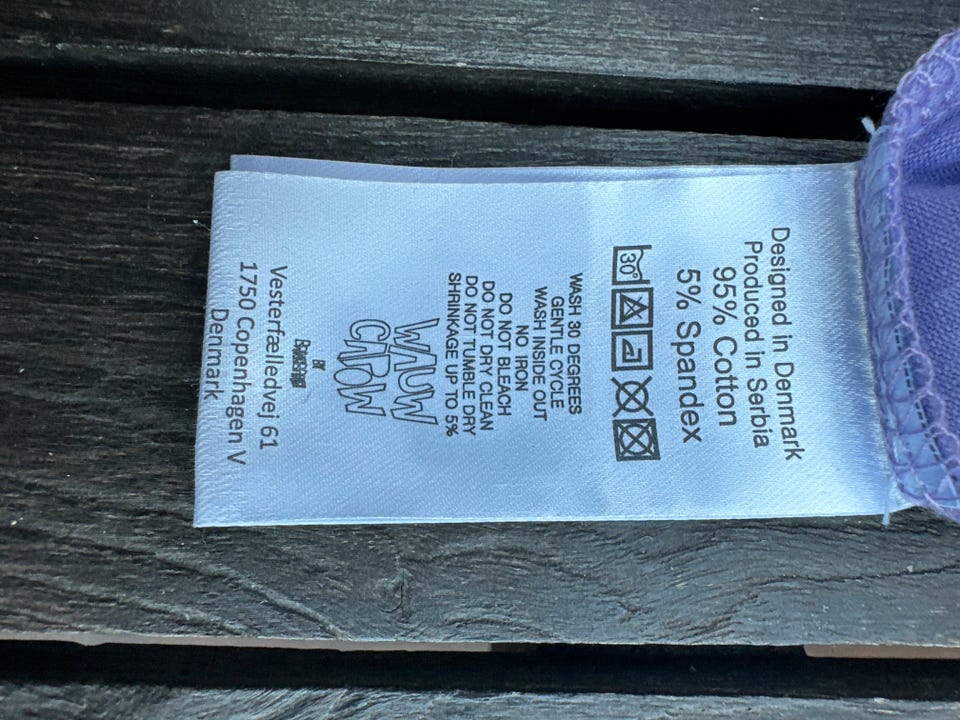 Designed in Denmark
Produced in Serbia
95% Cotton
5% Spandex
30°
WASH 30 DEGREES
GENTLE CYCLE
WASH INSIDE OUT
NO IRON
DO NOT BLEACH
DO NOT DRY CLEAN
DO NOT TUMBLE DRY
SHRINKAGE UP TO 5%
WAUW
CAPOW
BY
Vesterfælledvej 61
1750 Copenhagen V
Denmark